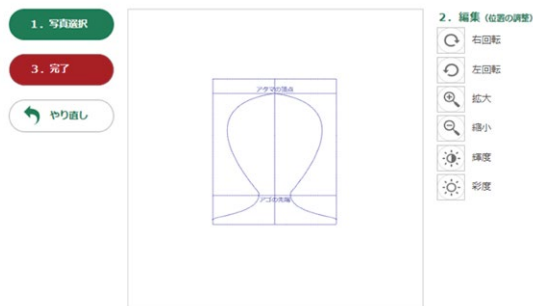 1. 写真選択
3. 完了
やり直し
アタマの頂点
アゴの先端
2. 編集（位置の調整）
右回転
左回転
拡大
縮小
輝度
彩度